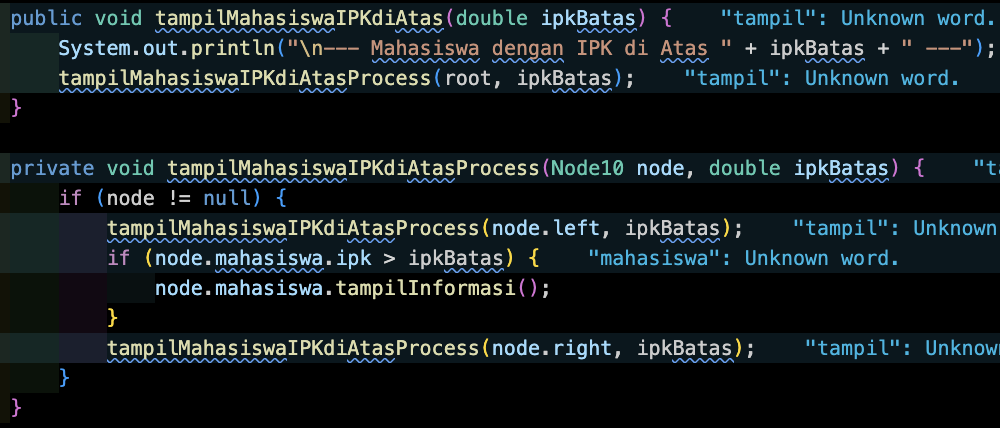 public void tampilMahasiswaIPKdiAtas(double ipkBatas) {     "tampil": Unknown word.
    System.out.println("\n--- Mahasiswa dengan IPK di Atas " + ipkBatas + " ---");
    tampilMahasiswaIPKdiAtasProcess(root, ipkBatas);     "tampil": Unknown word.
}
private void tampilMahasiswaIPKdiAtasProcess(Node10 node, double ipkBatas) {
    if (node != null) {
        tampilMahasiswaIPKdiAtasProcess(node.left, ipkBatas);     "tampil": Unknown
        if (node.mahasiswa.ipk > ipkBatas) {     "mahasiswa": Unknown word.
            node.mahasiswa.tampilInformasi();
        }
        tampilMahasiswaIPKdiAtasProcess(node.right, ipkBatas);     "tampil": Unknown
    }
}